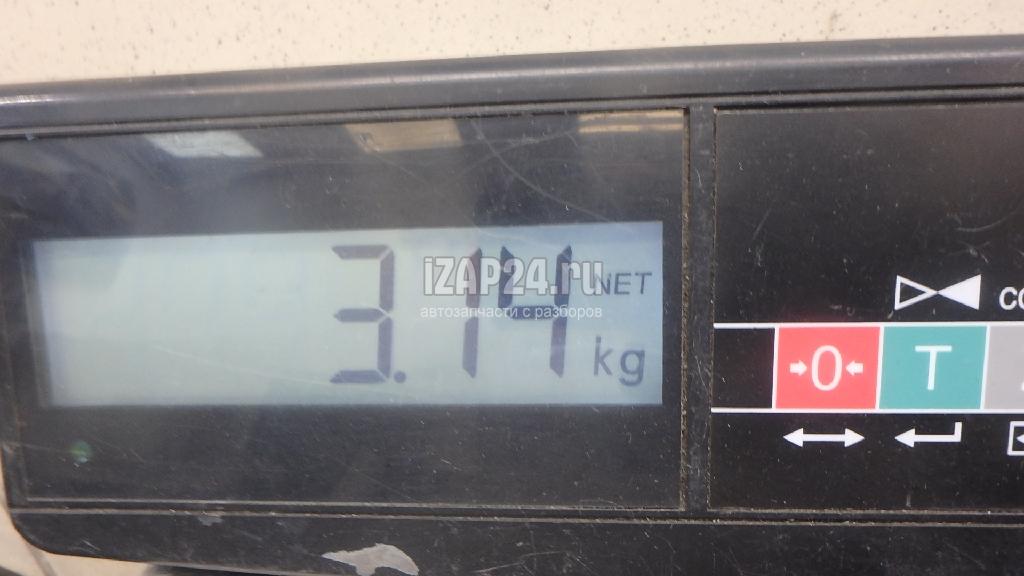 3.14
NET
kg
iZAP24.ru
автозапчасти с разборов
0
T